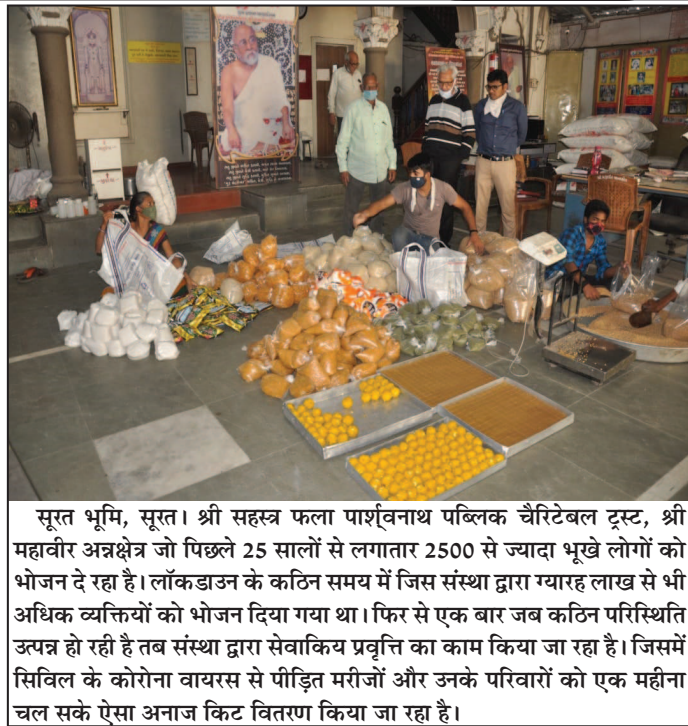 सूरत भूमि, सूरत। श्री सहस्त्र फला पार्श्वनाथ पब्लिक चैरिटेबल ट्रस्ट, श्री
महावीर अन्नक्षेत्र जो पिछले 25 सालों से लगातार 2500 से ज्यादा भूखे लोगों को
भोजन दे रहा है। लॉकडाउन के कठिन समय में जिस संस्था द्वारा ग्यारह लाख से भी
अधिक व्यक्तियों को भोजन दिया गया था। फिर से एक बार जब कठिन परिस्थिति
उत्पन्न हो रही है तब संस्था द्वारा सेवाकिय प्रवृत्ति का काम किया जा रहा है। जिसमें
सिविल के कोरोना वायरस से पीड़ित मरीजों और उनके परिवारों को एक महीना
चल सके ऐसा अनाज किट वितरण किया जा रहा है।